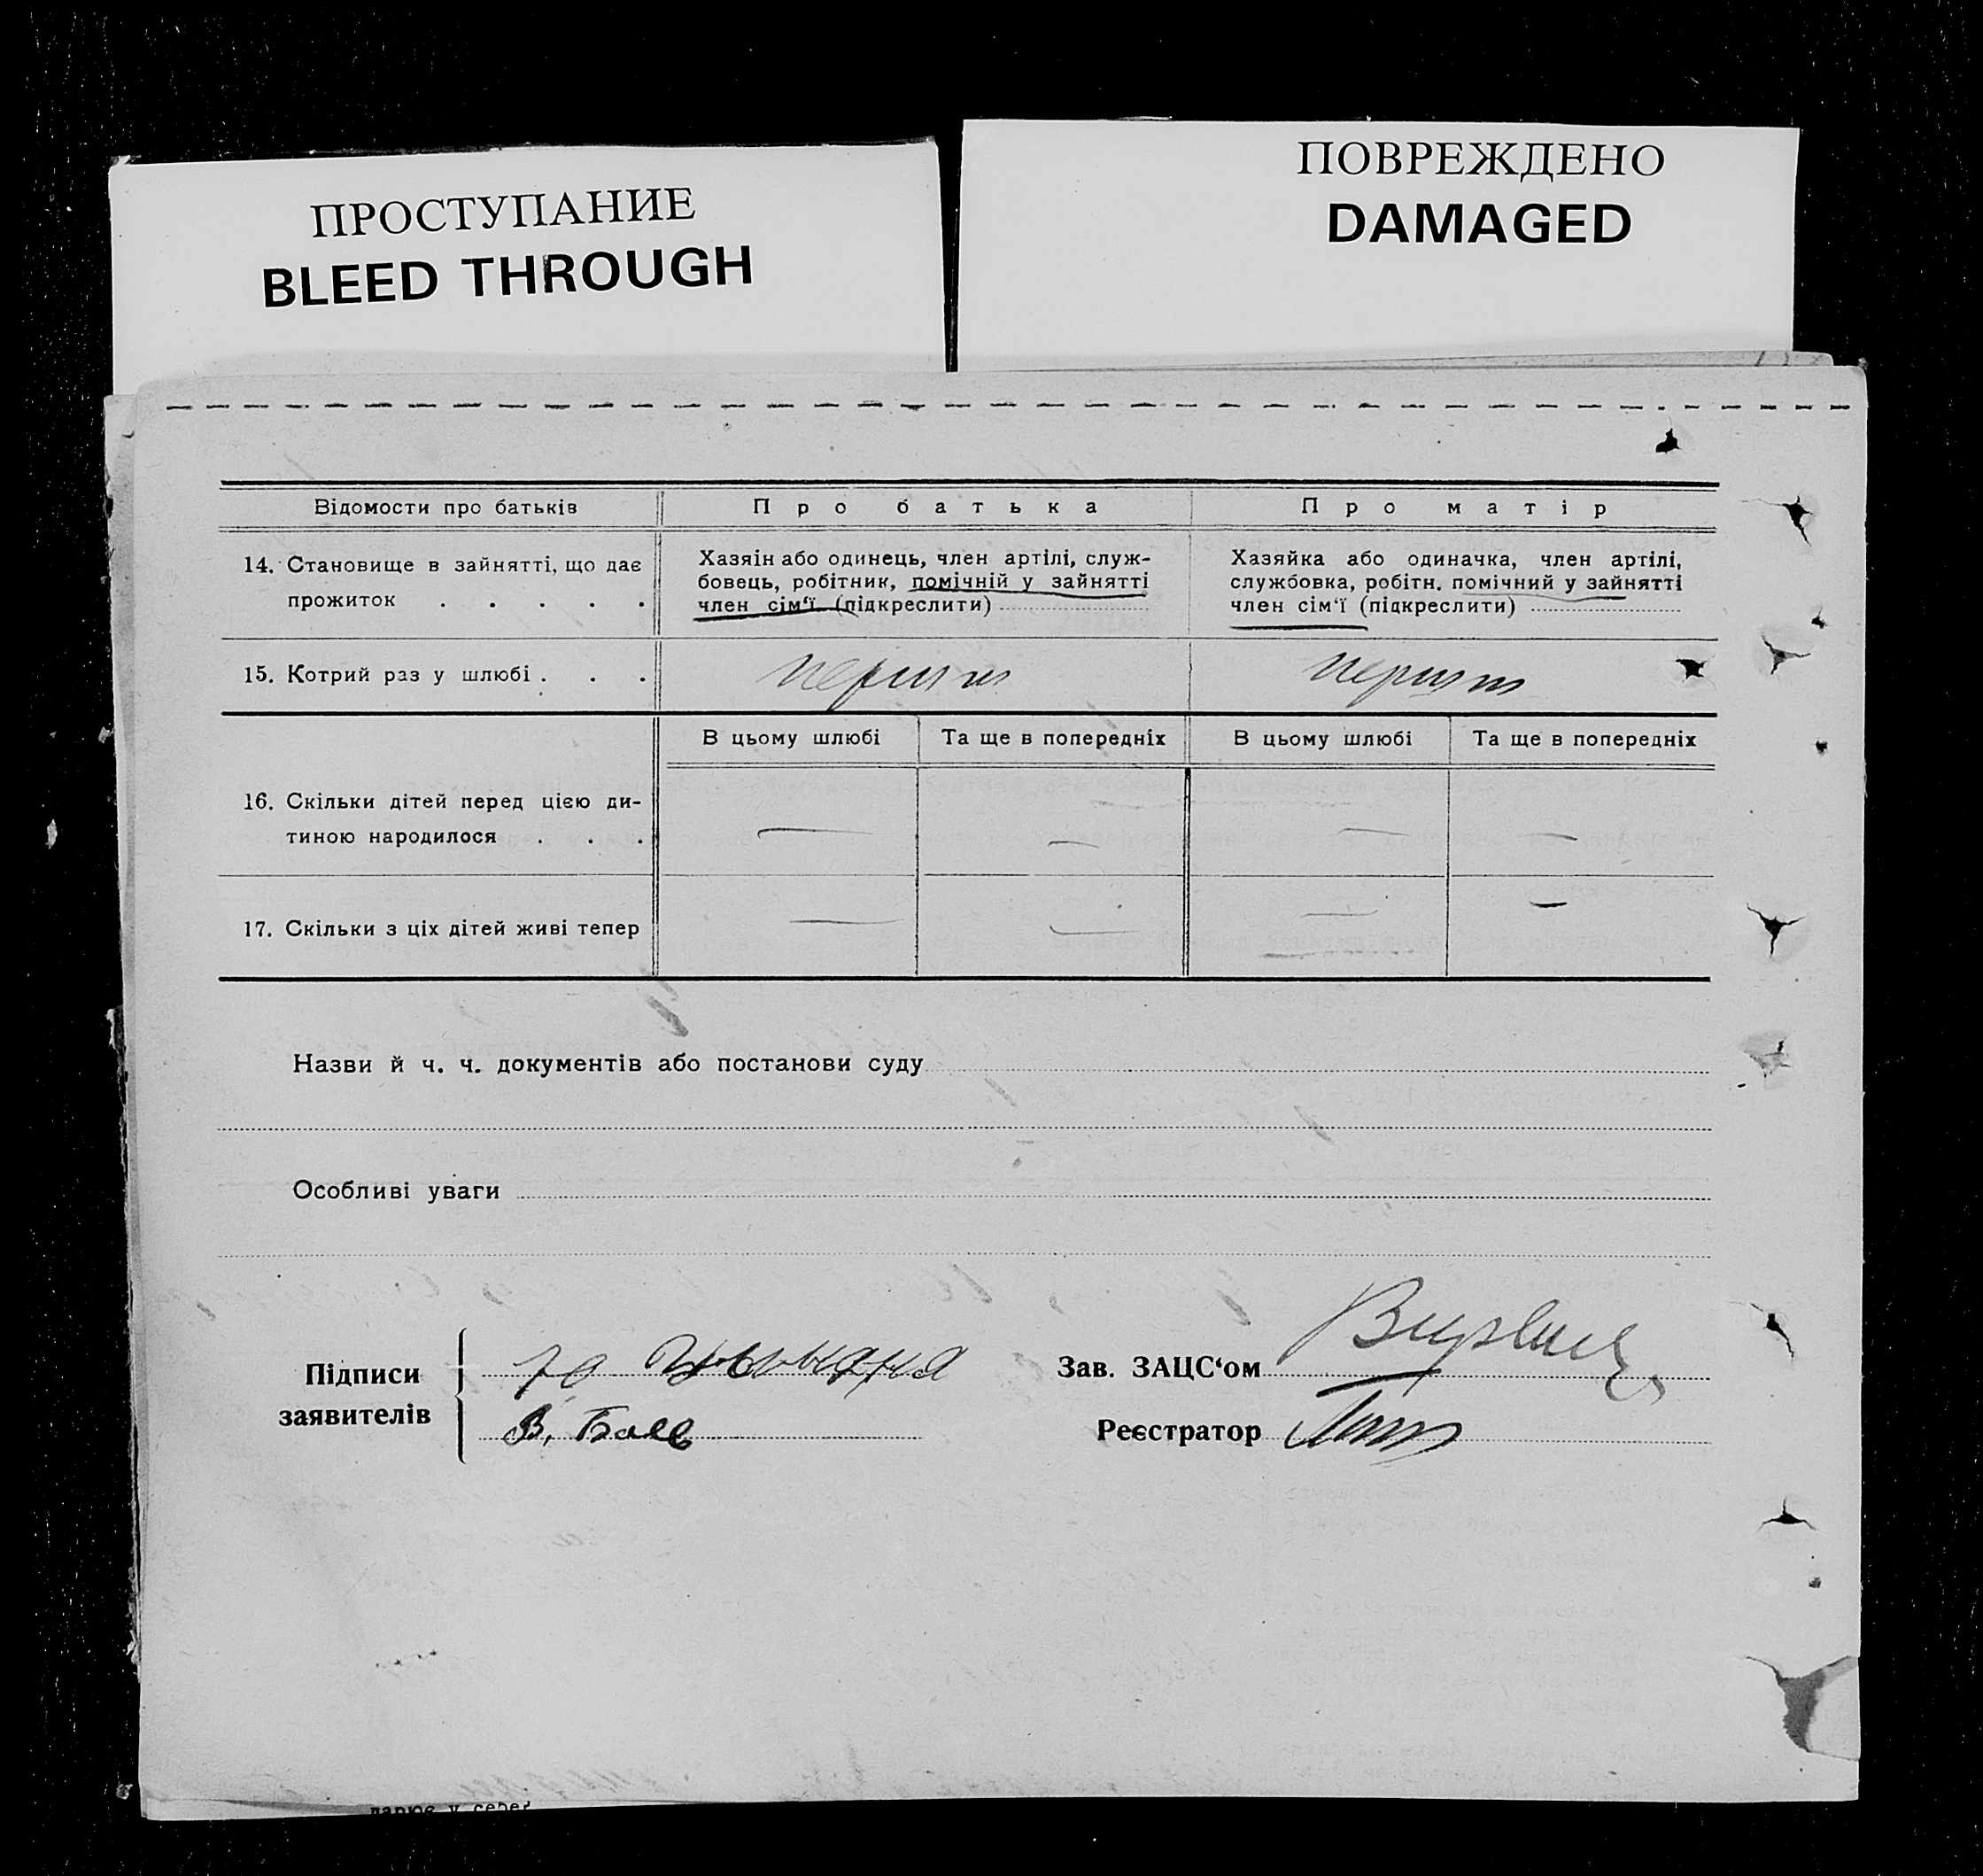 ПРОСТУПАНИЕ
BLEED THROUGH
ПОВРЕЖДЕНО
DAMAGED
Відомости про батьків
Про батька
Про матір
14. Становище в зайнятті, що дає
прожиток . . . . .
Хазяін або одинець, член артілі, служ-
бовець, робітник, помічній у зайнятті
член сім‘ї (підкреслити)
Хазяйка або одиначка, член артілі,
службовка, робітн. помічний у зайнятті
член сім‘ї (підкреслити)
15. Котрий раз у шлюбі . . .
перший
перший
В цьому шлюбі
Та ще в попередніх
В цьому шлюбі
Та ще в попередніх
16. Скільки дітей перед цією ди-
тиною народилося . . .
— — — —
17. Скільки з ціх дітей живі тепер
— — — —
Назви й ч. ч. документів або постанови суду
Особливі уваги
Підписи
заявителів
В.
Зав. ЗАЦС‘ом
Реєстратор